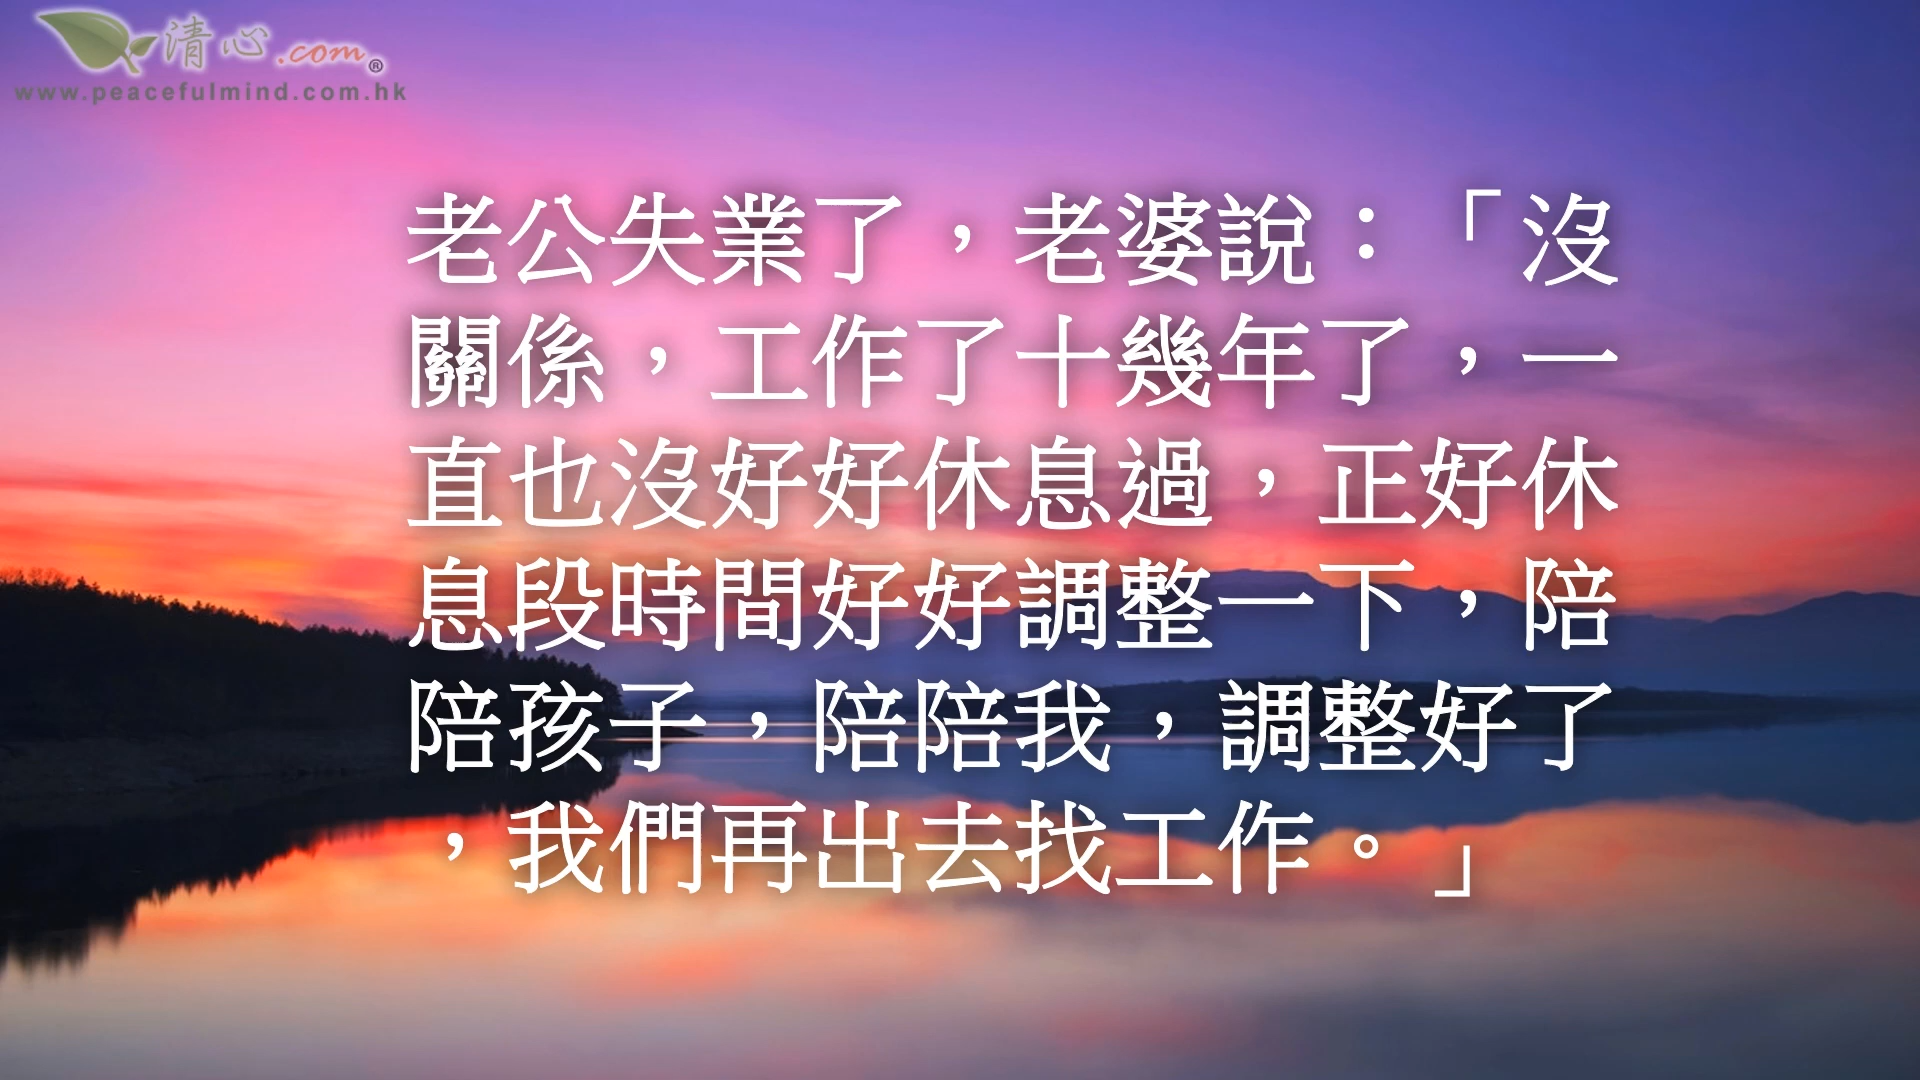 清心.com®
www.peacefulmind.com.hk
老公失業了，老婆說：「沒
關係，工作了十幾年了，一
直也沒好好休息過，正好休
息段時間好好調整一下，陪
陪孩子，陪陪我，調整好了
，我們再出去找工作。」